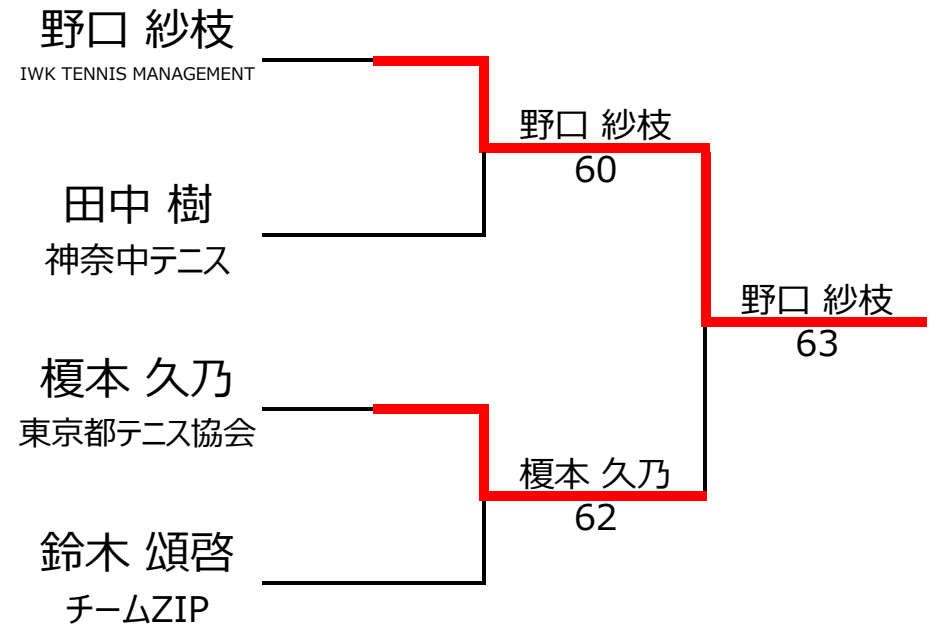 野口 紗枝
IWK TENNIS MANAGEMENT
野口 紗枝
60
田中 樹
神奈中テニス
野口 紗枝
63
榎本 久乃
東京都テニス協会
榎本 久乃
62
鈴木 頌啓
チームZIP